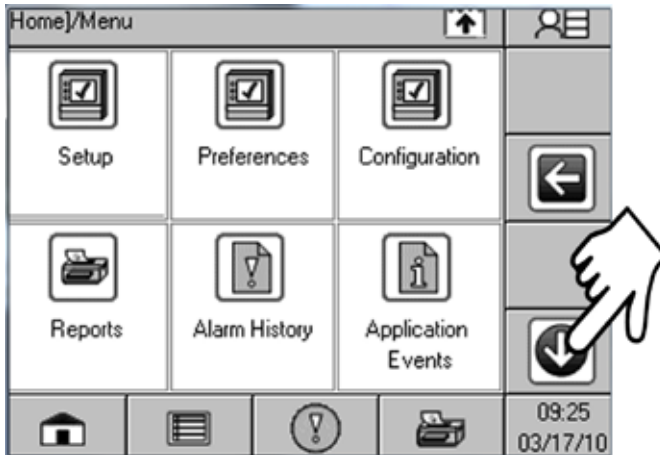 Home]/Menu
Setup
Preferences
Configuration
Reports
Alarm History
Application
Events
09:25
03/17/10